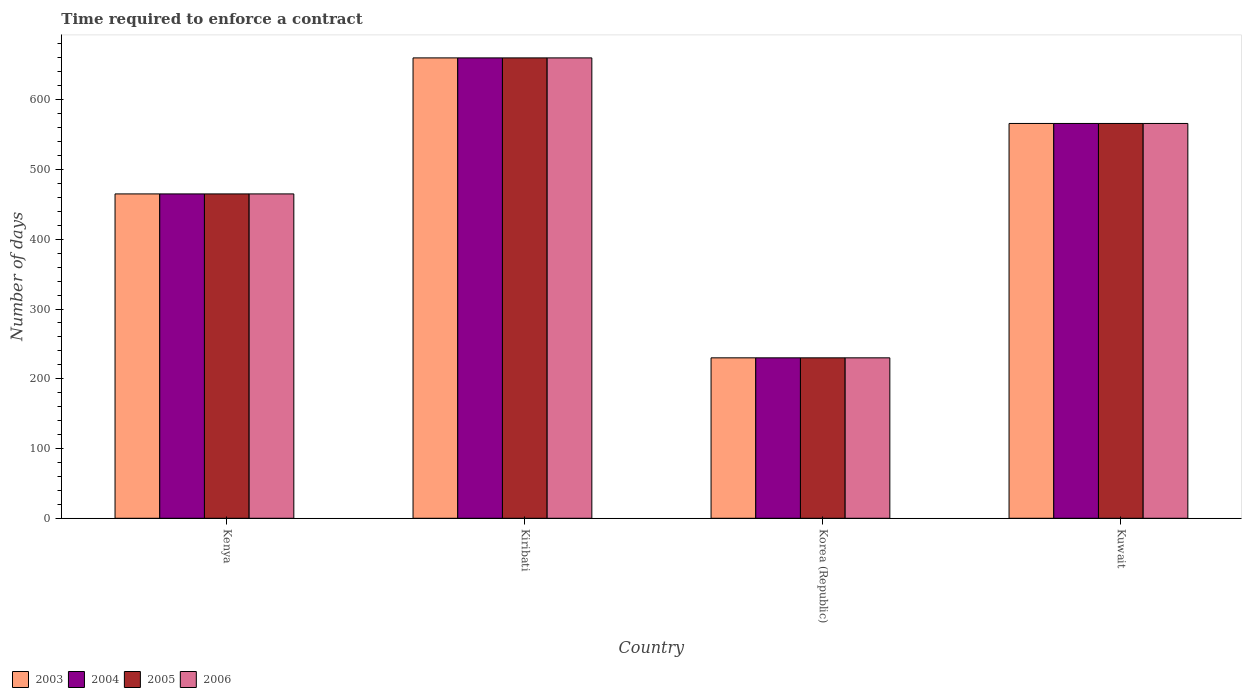 Time required to enforce a contract
Number of days
600
500
400
300
200
100
0
Kenya
Kiribati
Korea (Republic)
Kuwait
Country
2003
2004
2005
2006